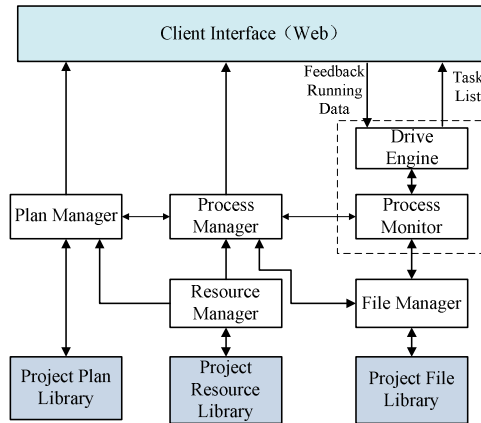 Client Interface（Web）
Feedback
Running
Data
Task
List
Drive
Engine
Plan Manager
Process
Manager
Process
Monitor
Resource
Manager
File Manager
Project Plan
Library
Project
Resource
Library
Project File
Library